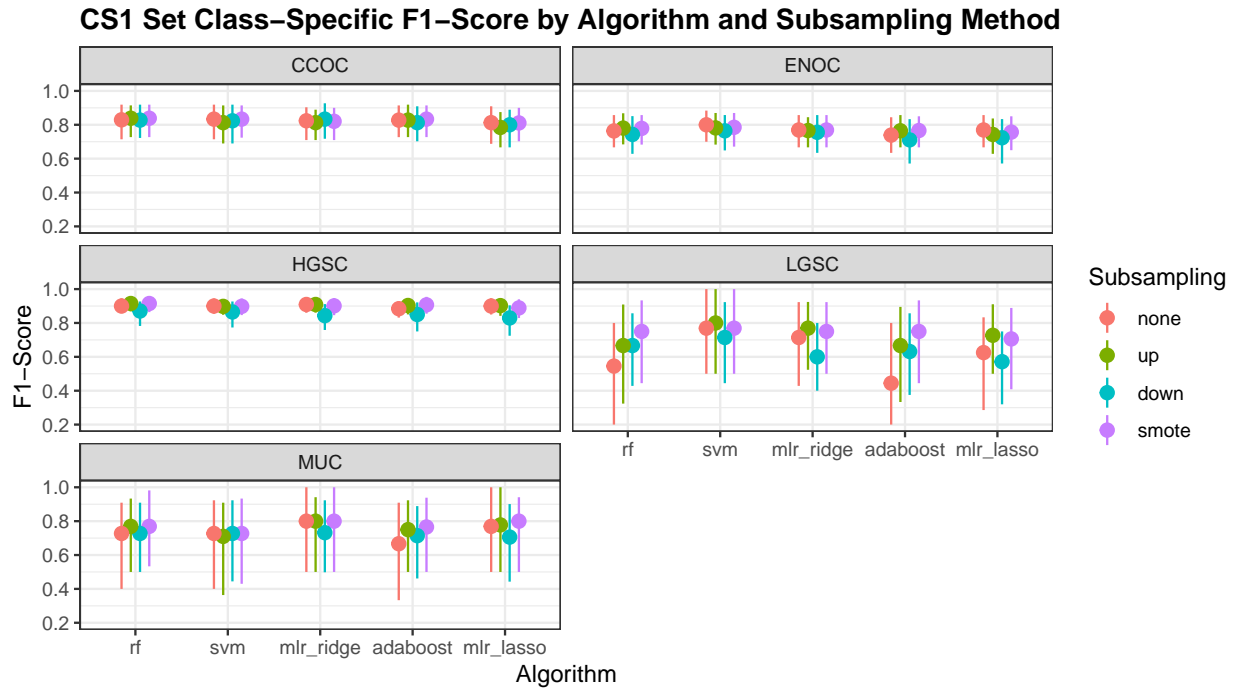 CS1 Set Class−Specific F1−Score by Algorithm and Subsampling Method
CCOC
ENOC
1.0
0.8
0.6
0.4
0.2
HGSC
LGSC
1.0
0.8
0.6
0.4
0.2
rf svm mlr_ridge adaboost mlr_lasso
MUC
1.0
0.8
0.6
0.4
0.2
rf svm mlr_ridge adaboost mlr_lasso
F1−Score
Algorithm
Subsampling
none
up
down
smote